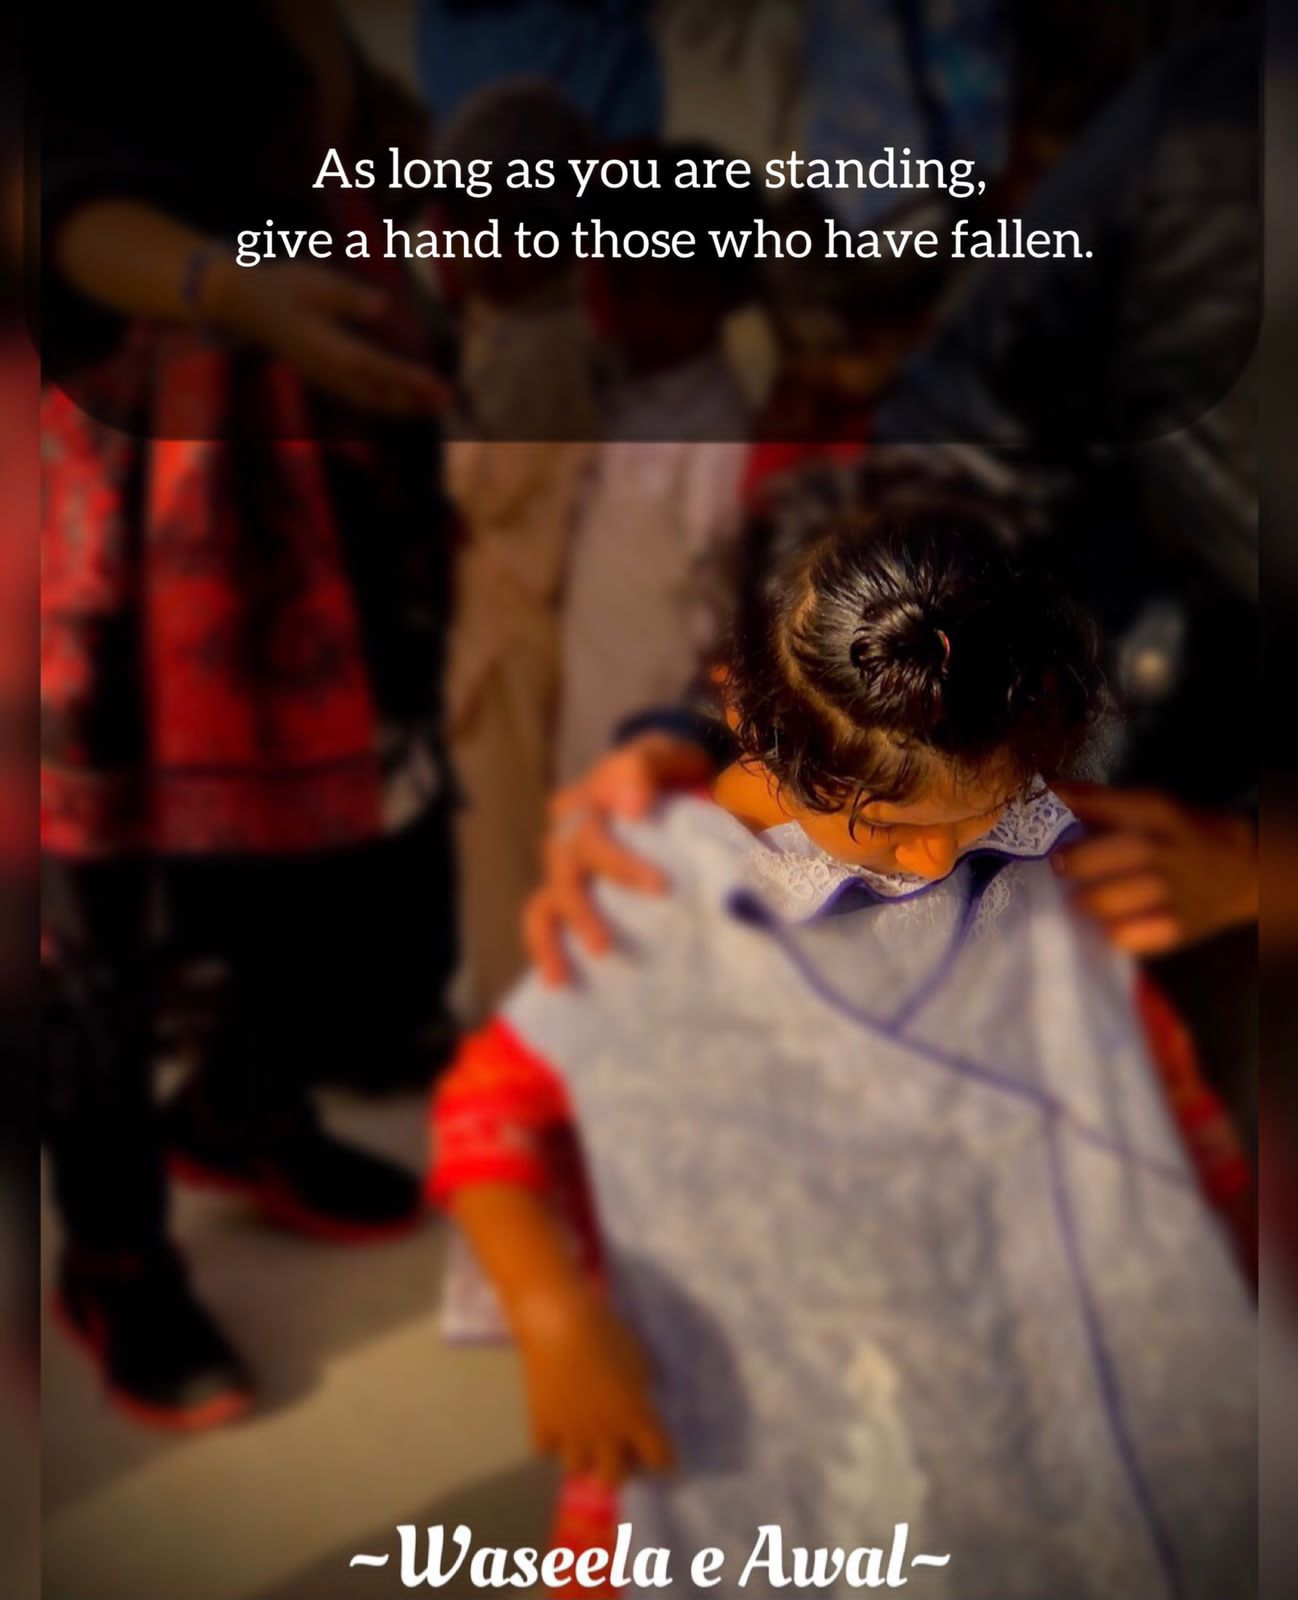 As long as you are standing,
give a hand to those who have fallen.
~Waseela e Awal~